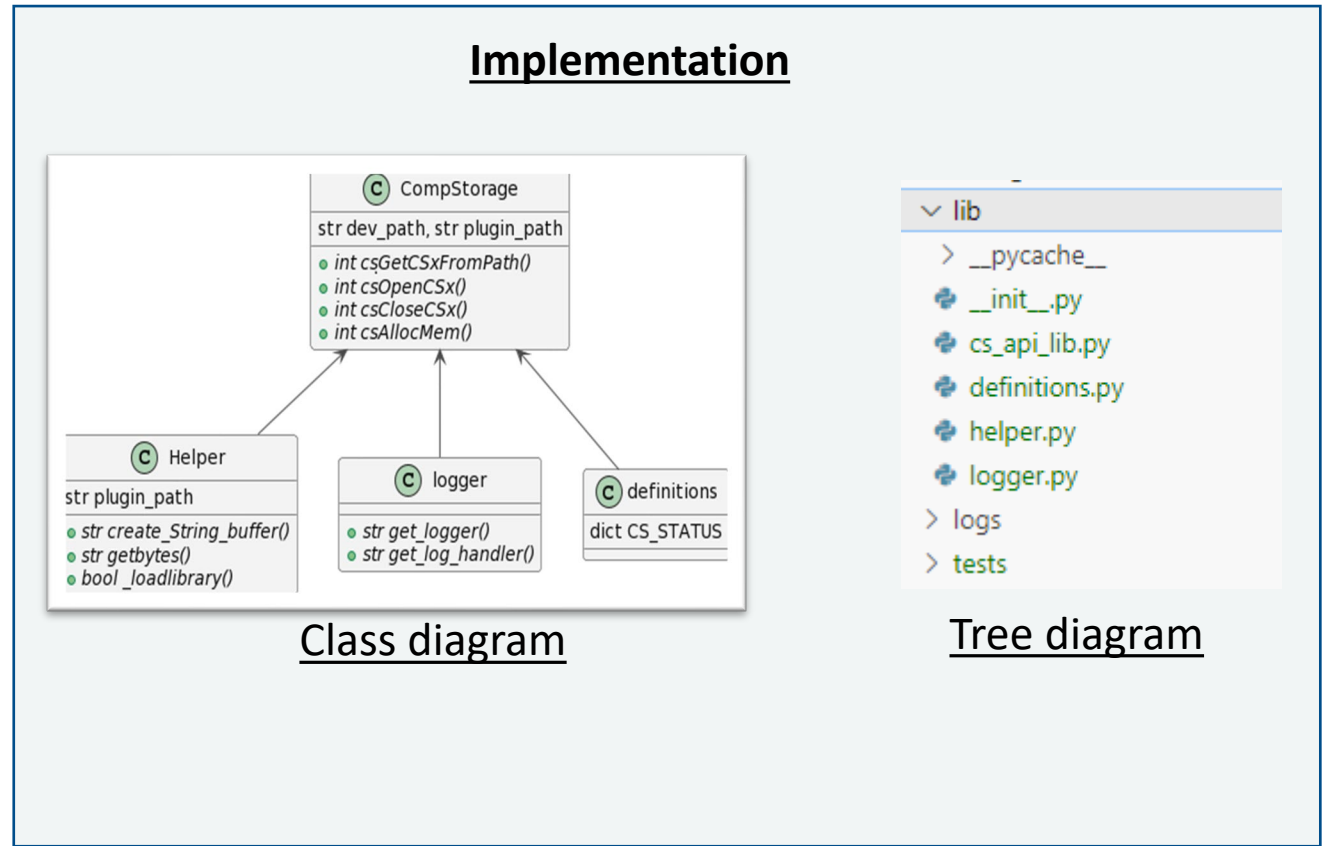 Implementation
C CompStorage
str dev_path, str plugin_path
int csGetCSxFromPath()
int csOpenCSx()
int csCloseCSx()
int csAllocMem()
C Helper
str plugin_path
str create_String_buffer()
str getbytes()
bool _loadlibrary()
C logger
str get_logger()
str get_log_handler()
C definitions
dict CS_STATUS
Class diagram
lib
__pycache__
__init__.py
cs_api_lib.py
definitions.py
helper.py
logger.py
logs
tests
Tree diagram